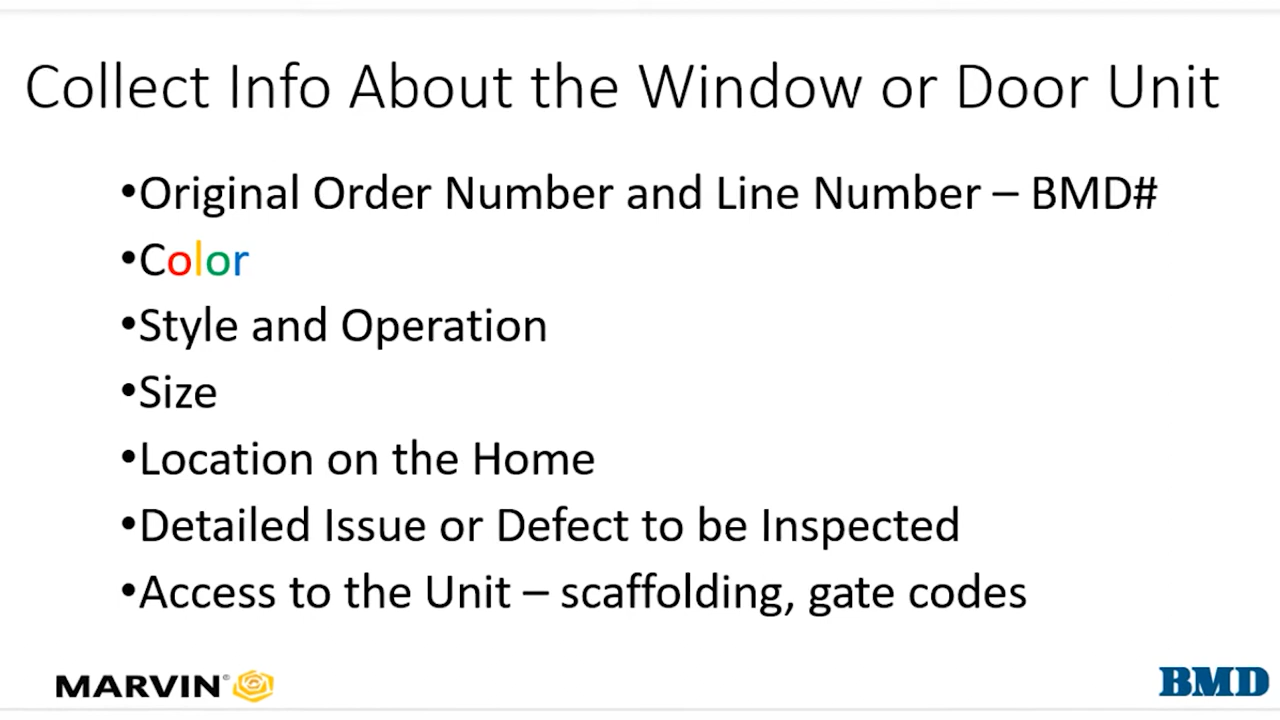 Collect Info About the Window or Door Unit
•Original Order Number and Line Number – BMD#
•Color
•Style and Operation
•Size
•Location on the Home
•Detailed Issue or Defect to be Inspected
•Access to the Unit – scaffolding, gate codes
MARVIN®
BMD